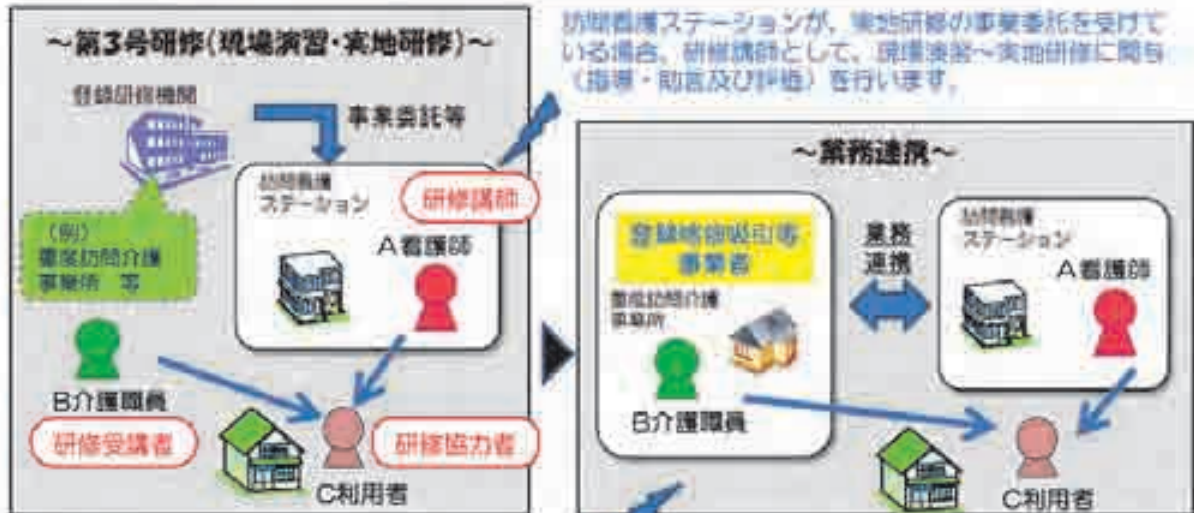 ～第3号研修(現場演習・実地研修)～
登録研修機関
事業委託等
訪問看護
ステーション
研修講師
A看護師
（例）
重度訪問介護
事業所　等
B介護職員
研修受講者
研修協力者
C利用者
訪問看護ステーションが、実地研修の事業委託を受けて
いる場合、研修講師として、現場演習～実地研修に関与
（指導・助言及び評価）を行います。
～業務連携～
登録喀痰吸引等
事業者
重度訪問介護
事業所
B介護職員
業務
連携
訪問看護
ステーション
A看護師
C利用者